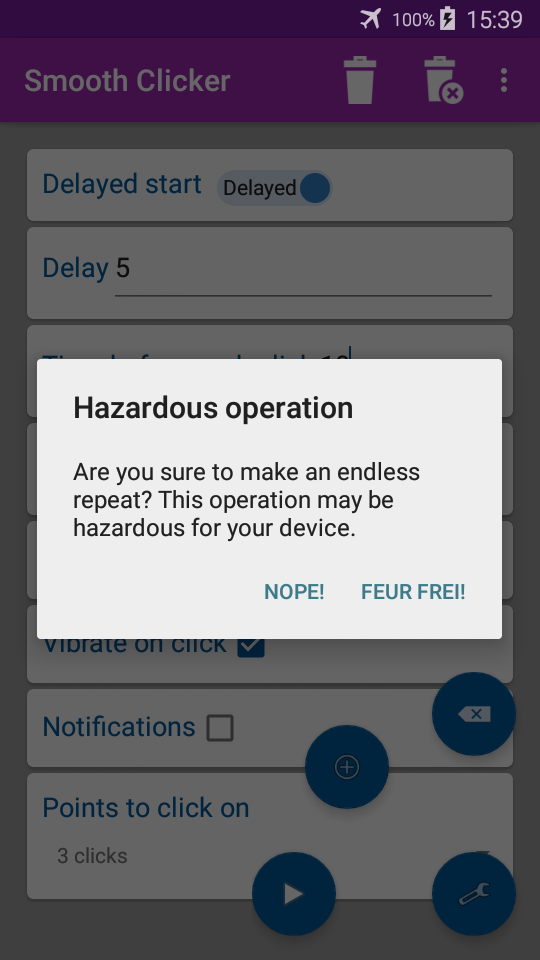 100% 15:39
Smooth Clicker
Delayed start Delayed
Delay 5
Hazardous operation
Are you sure to make an endless
repeat? This operation may be
hazardous for your device.
NOPE! FEUR FREI!
Vibrate on click
Notifications
Points to click on
3 clicks